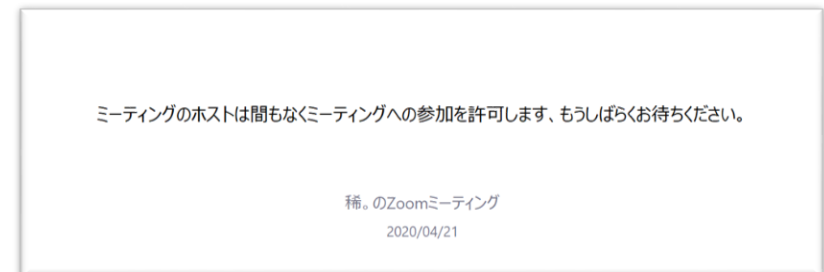 ミーティングのホストは間もなくミーティングへの参加を許可します、もうしばらくお待ちください。
稀。のZoomミーティング
2020/04/21